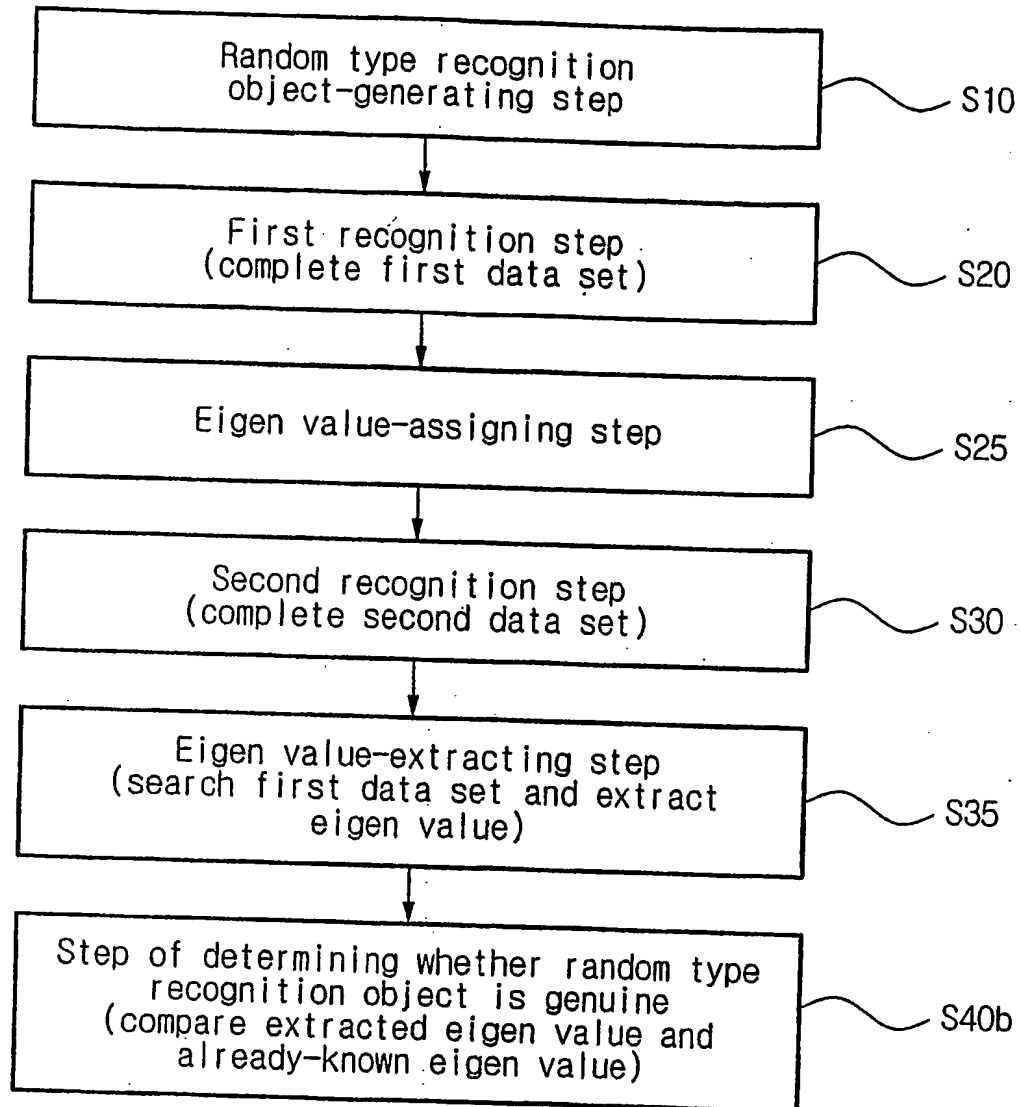 Random type recognition
object-generating step
S10
First recognition step
(complete first data set)
S20
Eigen value-assigning step
S25
Second recognition step
(complete second data set)
S30
Eigen value-extracting step
(search first data set and extract
eigen value)
S35
Step of determining whether random type
recognition object is genuine
(compare extracted eigen value and
already-known eigen value)
S40b